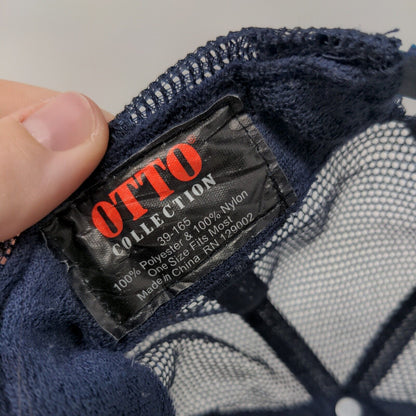 OTTO
COLLECTION
39-165
100% Polyester & 100% Nylon
One Size Fits Most
Made in China RN 129002